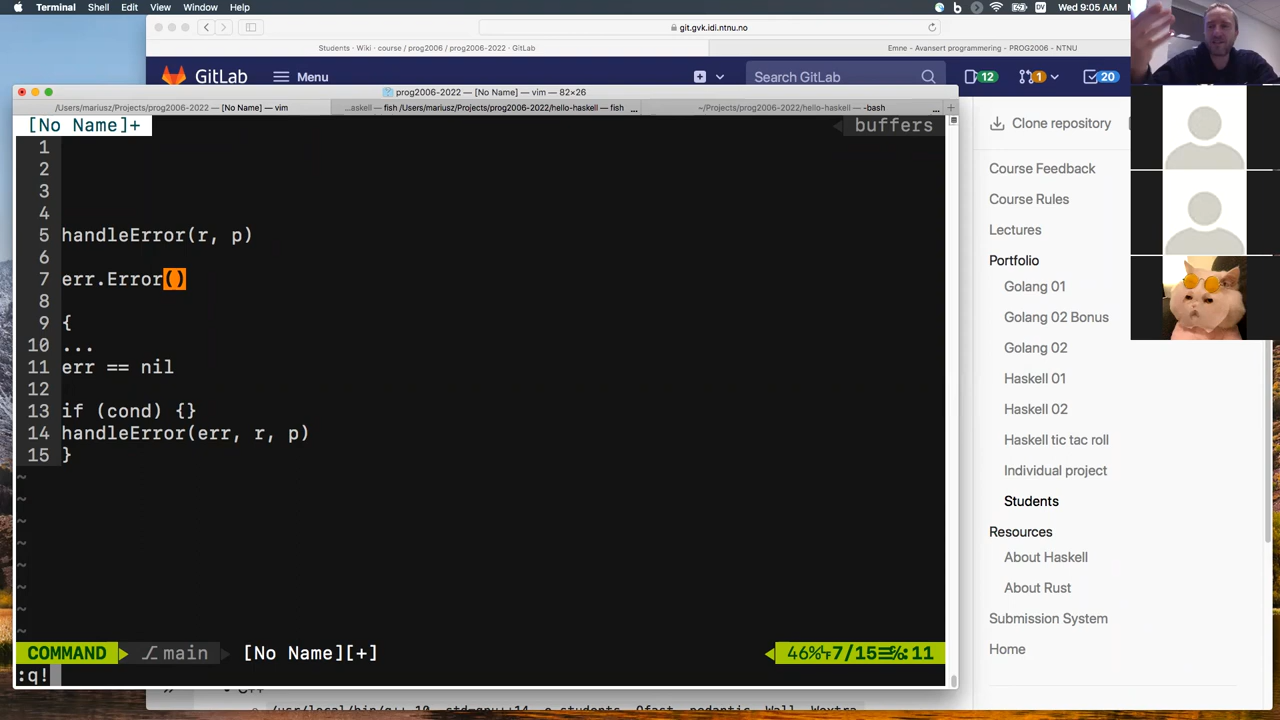 Terminal Shell Edit View Window Help
Wed 9:05 AM
git.gvk.idi.ntnu.no
Students · Wiki · course / prog2006 / prog2006-2022 · GitLab
Emne - Avansert programmering - PROG2006 - NTNU
GitLab Menu Search GitLab 12 1 20
prog2006-2022 — [No Name] — vim — 82×26
/Users/mariusz/Projects/prog2006-2022 — [No Name] — vim
...askell — fish /Users/mariusz/Projects/prog2006-2022/hello-haskell — fish ...
~/Projects/prog2006-2022/hello-haskell — -bash ...
[No Name]+ buffers
1
2
3
4
5 handleError(r, p)
6
7 err.Error()
8
9 {
10 ...
11 err == nil
12
13 if (cond) {}
14 handleError(err, r, p)
15 }
~
~
~
~
~
~
~
~
COMMAND main [No Name][+] 46% 7/15 :11
:q!
Clone repository
Course Feedback
Course Rules
Lectures
Portfolio
Golang 01
Golang 02 Bonus
Golang 02
Haskell 01
Haskell 02
Haskell tic tac roll
Individual project
Students
Resources
About Haskell
About Rust
Submission System
Home